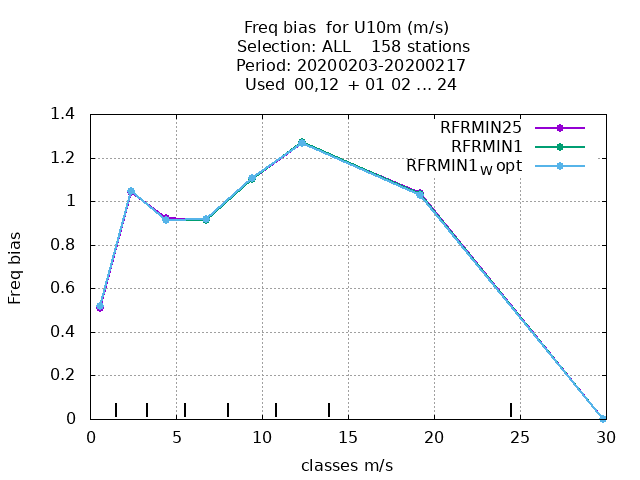 Freq bias  for U10m (m/s)
Selection: ALL    158 stations
Period: 20200203-20200217
Used  00,12  + 01 02 ... 24
RFRMIN25
RFRMIN1
RFRMIN1w opt
1.4
1.2
1
0.8
0.6
0.4
0.2
0
Freq bias
0 5 10 15 20 25 30
classes m/s